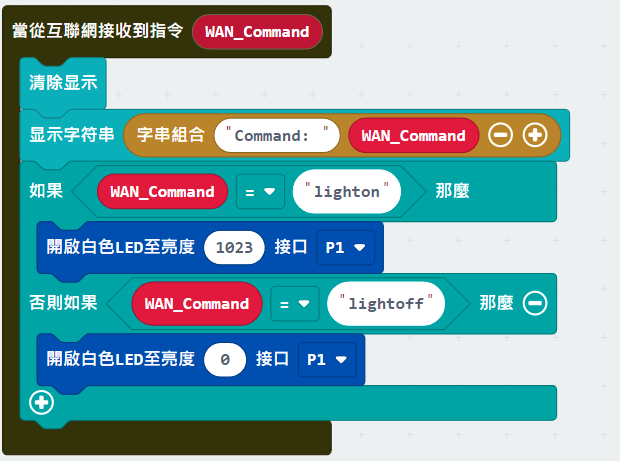 當從互聯網接收到指令 WAN_Command
清除显示
显示字符串 字串組合 "Command: " WAN_Command
如果 WAN_Command = "lighton" 那麼
開啟白色LED至亮度 1023 接口 P1
否則如果 WAN_Command = "lightoff" 那麼
開啟白色LED至亮度 0 接口 P1